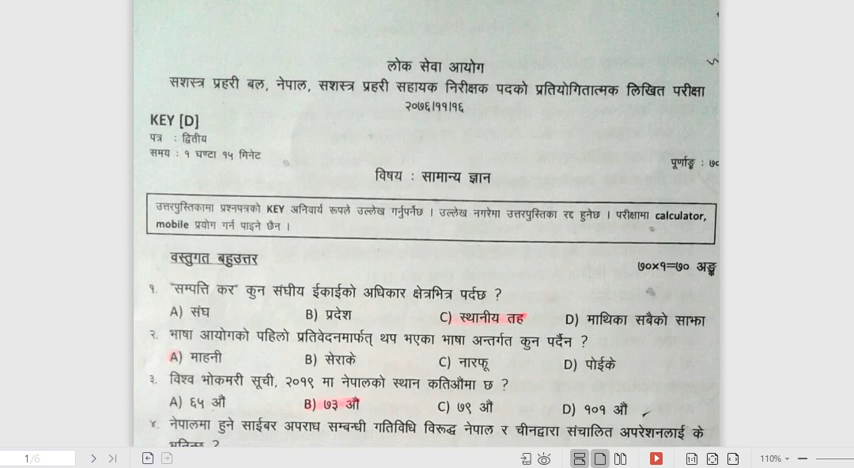 लोक सेवा आयोग
सशस्त्र प्रहरी बल, नेपाल, सशस्त्र प्रहरी सहायक निरीक्षक पदको प्रतियोगितात्मक लिखित परीक्षा
२०७६।११।१६
KEY [D]
पत्र : द्वितीय
समय : १ घण्टा १५ मिनेट
पूर्णाङ्क : ७०
विषय : सामान्य ज्ञान
उत्तरपुस्तिकामा प्रश्नपत्रको KEY अनिवार्य रूपले उल्लेख गर्नुपर्नेछ । उल्लेख नगरेमा उत्तरपुस्तिका रद्द हुनेछ । परीक्षामा calculator,
mobile प्रयोग गर्न पाइने छैन ।
वस्तुगत बहुउत्तर
७०x१=७० अङ्क
१. "सम्पत्ति कर" कुन संघीय ईकाईको अधिकार क्षेत्रभित्र पर्दछ ?
A) संघ B) प्रदेश C) स्थानीय तह D) माथिका सबैको साझा
२. भाषा आयोगको पहिलो प्रतिवेदनमार्फत् थप भएका भाषा अन्तर्गत कुन पर्दैन ?
A) माझी B) सेराके C) नारफू D) पोईके
३. विश्व भोकमरी सूची, २०१९ मा नेपालको स्थान कतिऔंमा छ ?
A) ६५ औं B) ७३ औं C) ७९ औं D) १०१ औं
४. नेपालमा हुने साईबर अपराध सम्बन्धी गतिविधि विरूद्ध नेपाल र चीनद्वारा संचालित अपरेशनलाई के
1/6 110%